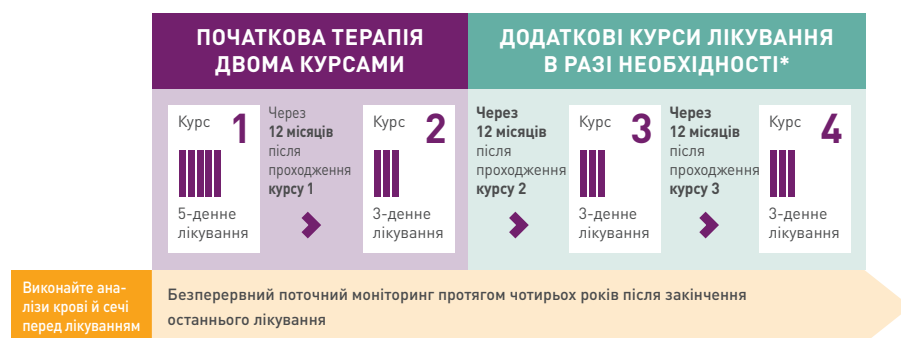 ПОЧАТКОВА ТЕРАПІЯ
ДВОМА КУРСАМИ
ДОДАТКОВІ КУРСИ ЛІКУВАННЯ
В РАЗІ НЕОБХІДНОСТІ*
Курс 1
5-денне
лікування
Через
12 місяців
після
проходження
курсу 1
Курс 2
3-денне
лікування
Через
12 місяців
після
проходження
курсу 2
Курс 3
3-денне
лікування
Через
12 місяців
після
проходження
курсу 3
Курс 4
3-денне
лікування
Виконайте ана-
лізи крові й сечі
перед лікуванням
Безперервний поточний моніторинг протягом чотирьох років після закінчення
останнього лікування